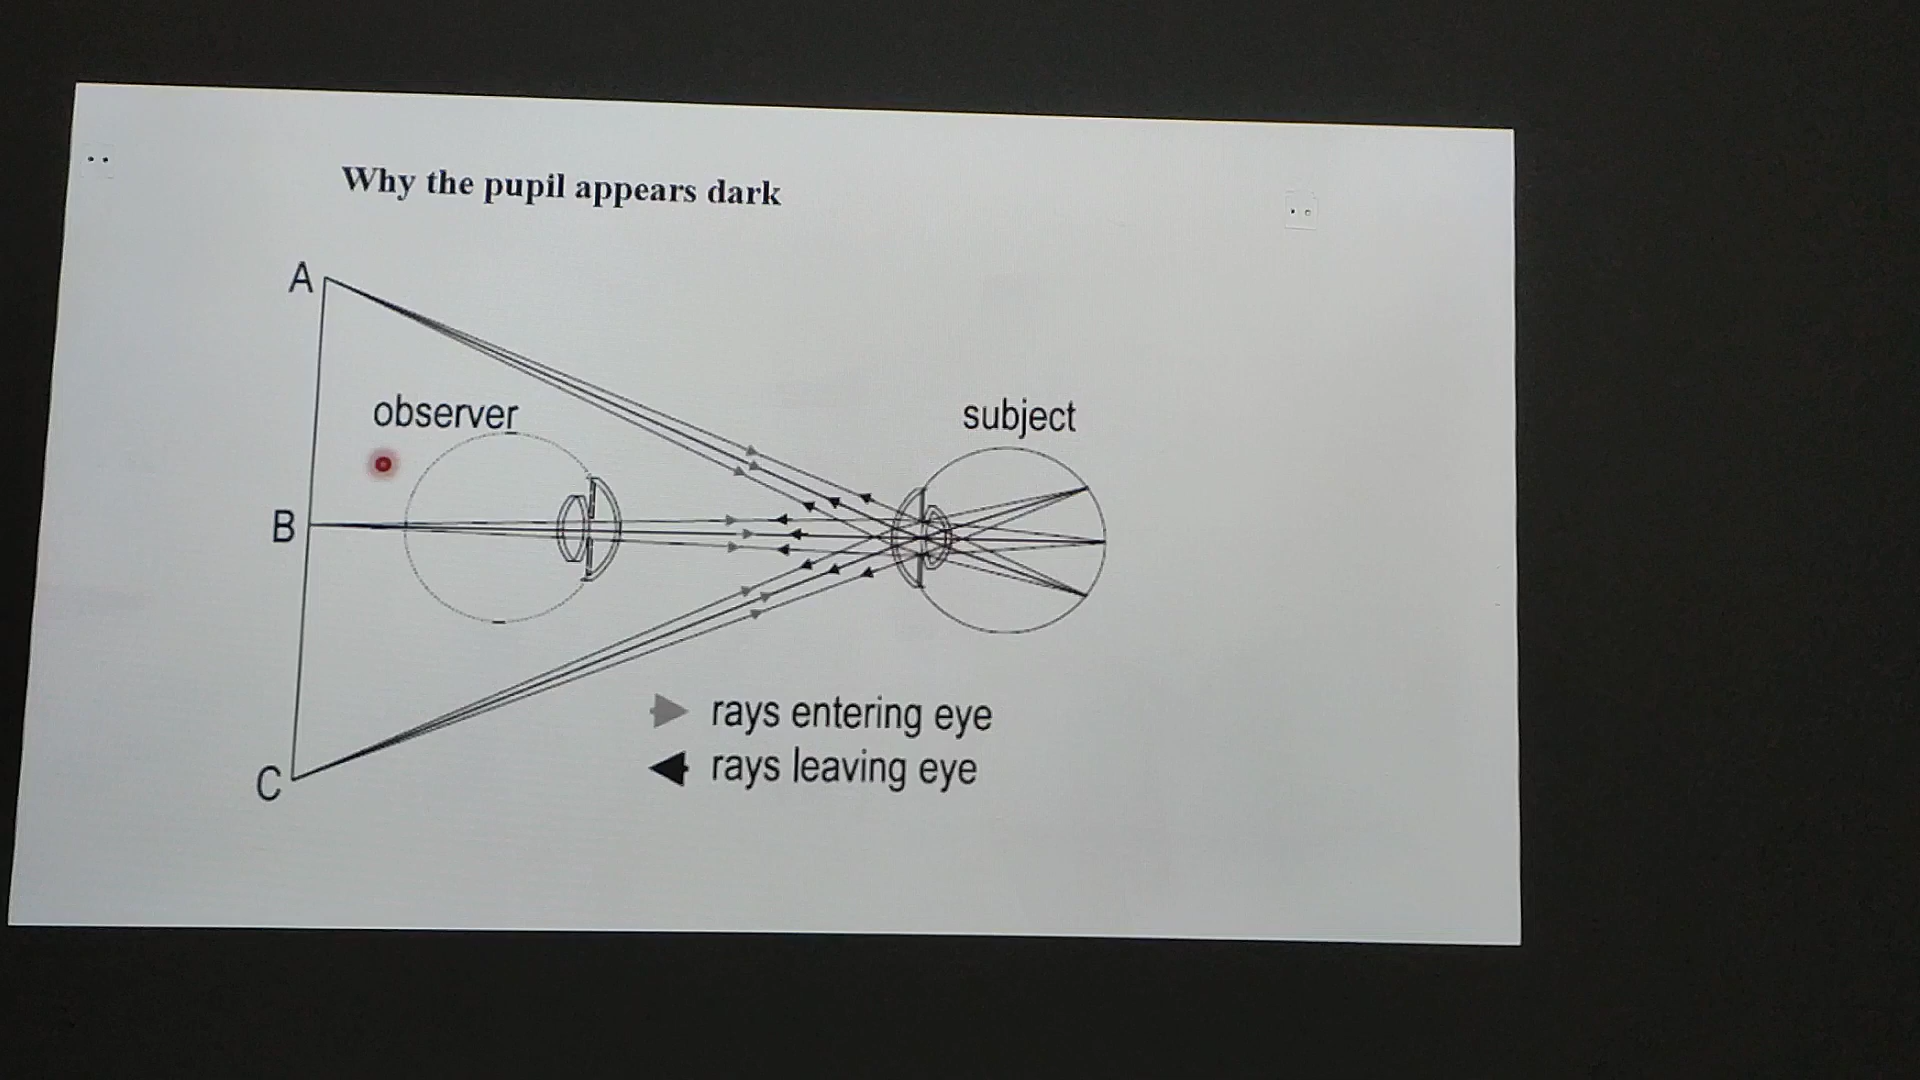 Why the pupil appears dark
A
observer
subject
B
rays entering eye
rays leaving eye
C